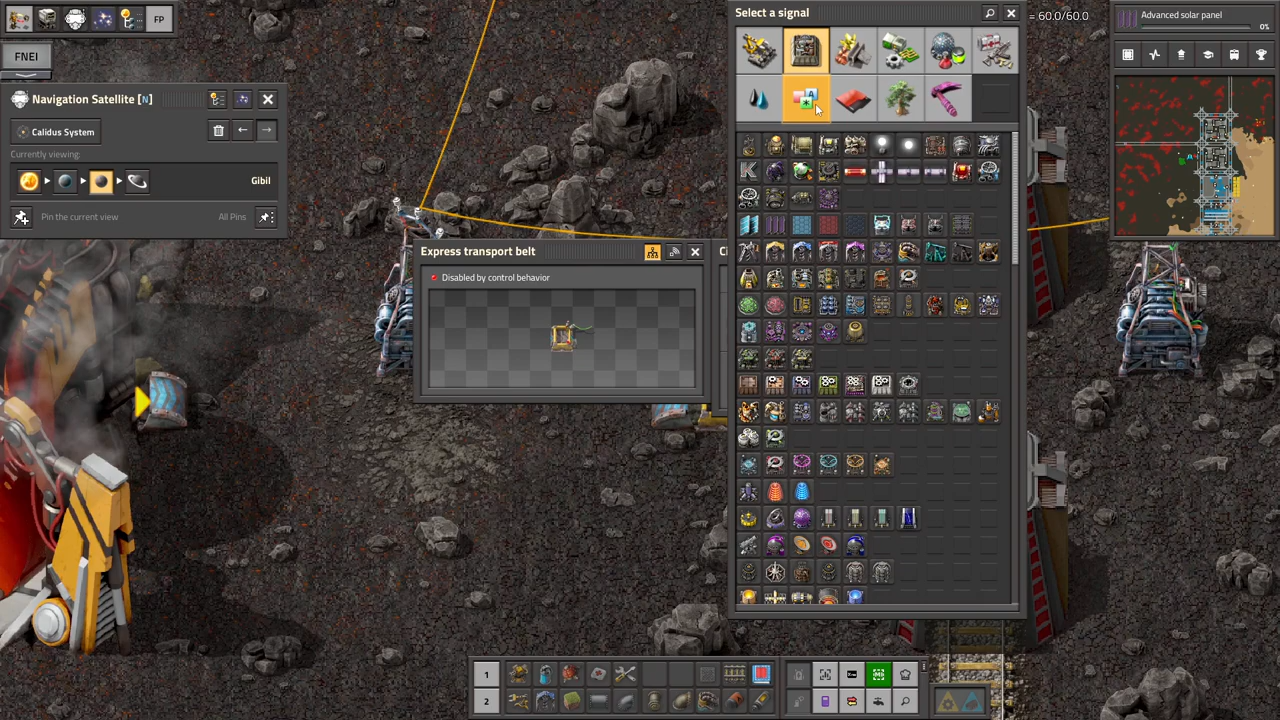 FP
FNEI
Navigation Satellite [N]
Calidus System
Currently viewing:
Gibil
Pin the current view
All Pins
Express transport belt
Disabled by control behavior
Select a signal
= 60.0/60.0
Advanced solar panel
0%
1
2